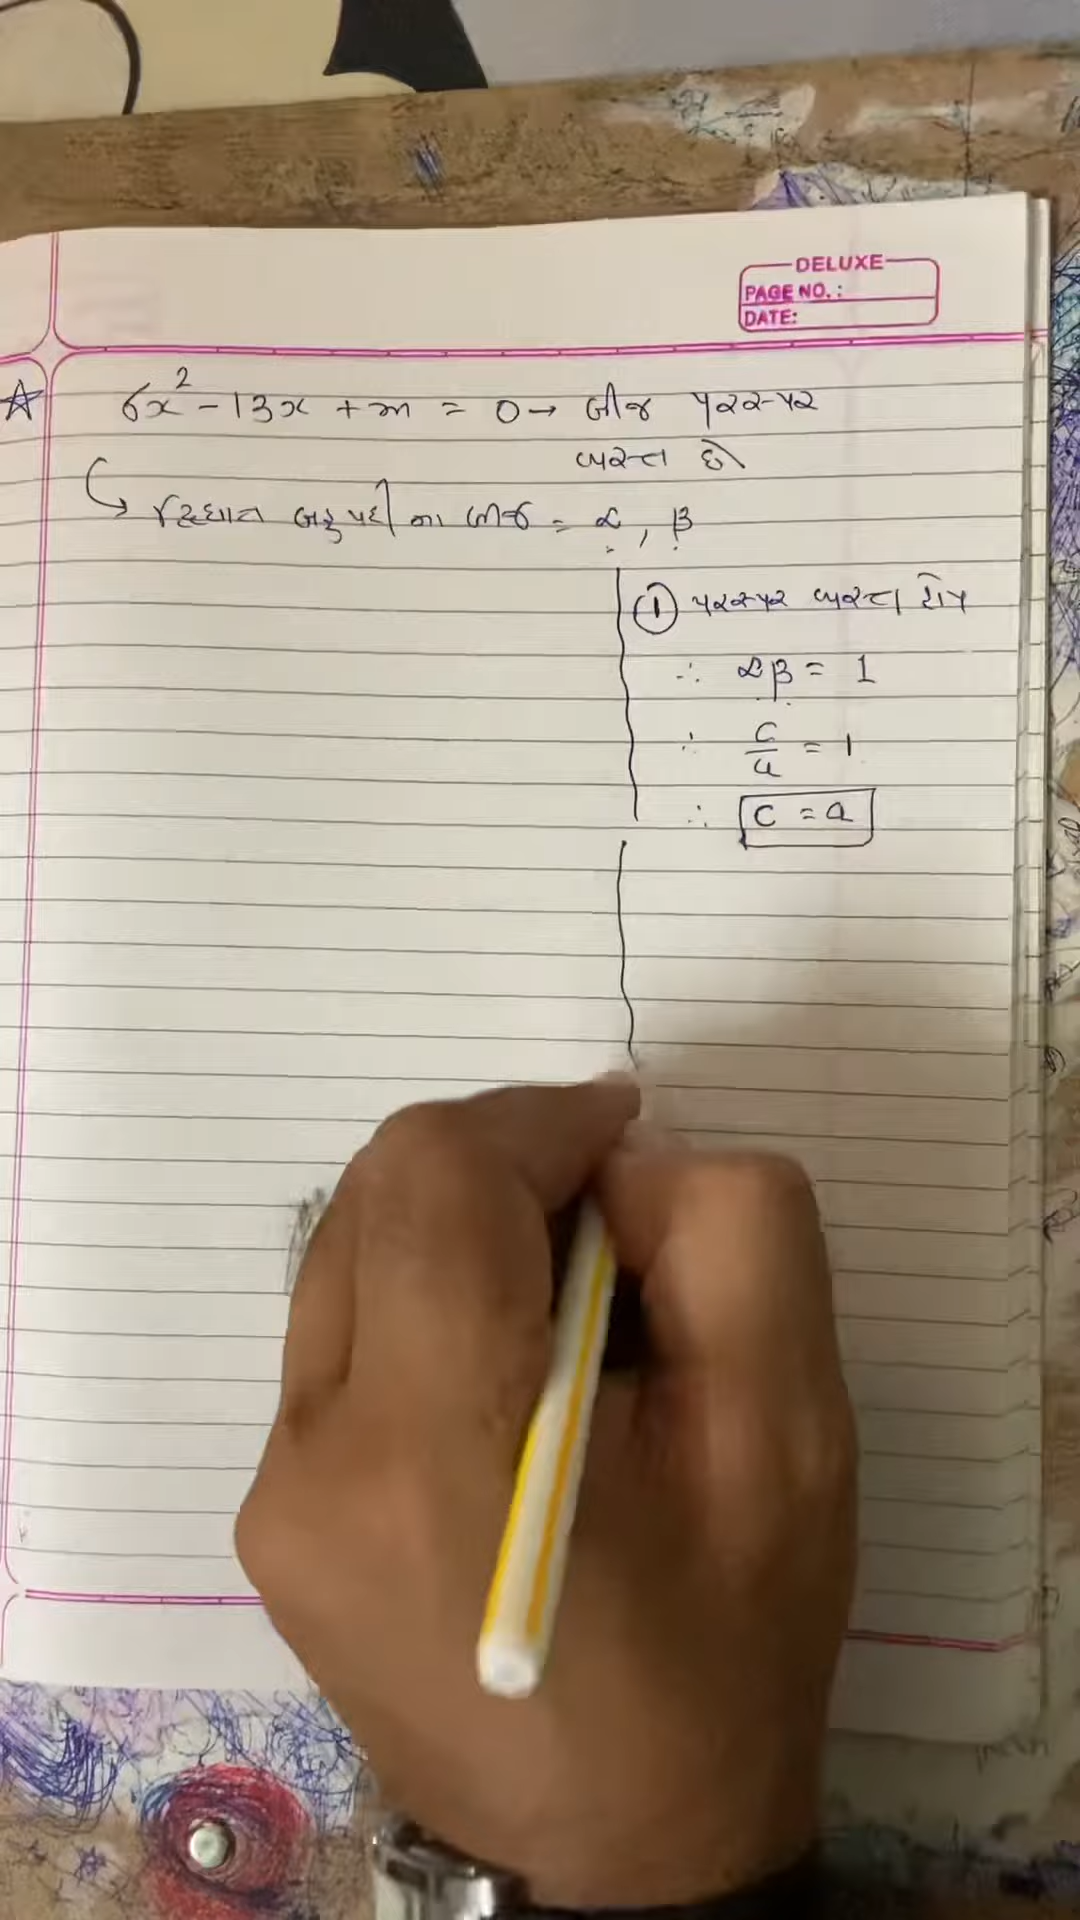 DELUXE
PAGE NO. :
DATE:
6x² - 13x + m = 0 → બીજ પરસ્પર
વ્યસ્ત છે
દ્વિઘાત બહુપદી ના બીજ = α , β
① પરસ્પર વ્યસ્ત હોય
∴ αβ = 1
∴ c/a = 1
∴ c = a